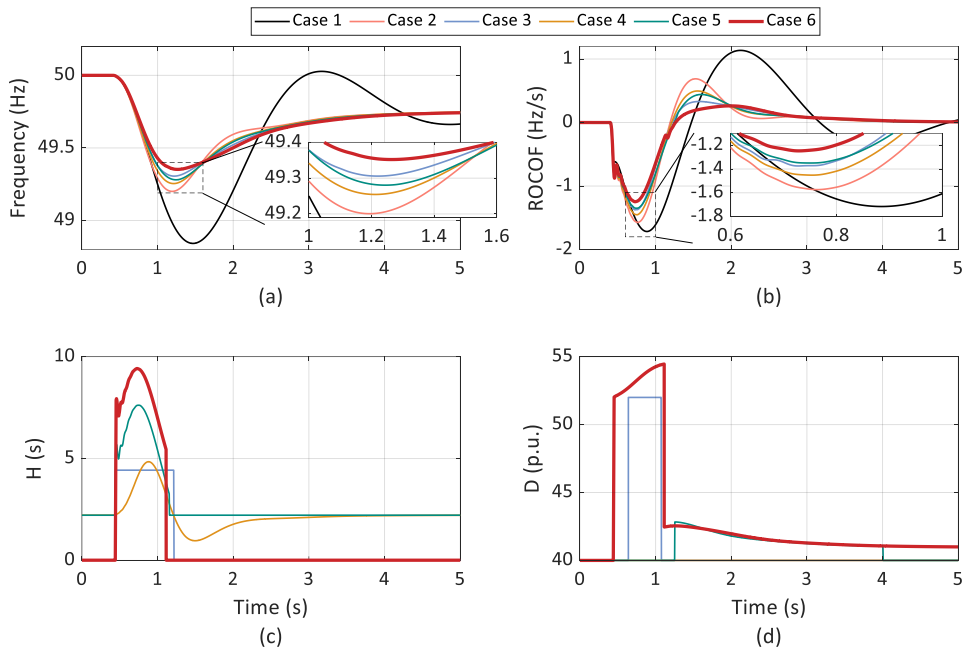 Case 1 Case 2 Case 3 Case 4 Case 5 Case 6
Frequency (Hz)
50
49.5
49
0 1 2 3 4 5
49.4
49.3
49.2
1 1.2 1.4 1.6
(a)
ROCOF (Hz/s)
1
0
-1
-2
0 1 2 3 4 5
-1.2
-1.4
-1.6
-1.8
0.6 0.8 1
(b)
H (s)
10
5
0
0 1 2 3 4 5
Time (s)
(c)
D (p.u.)
55
50
45
40
0 1 2 3 4 5
Time (s)
(d)